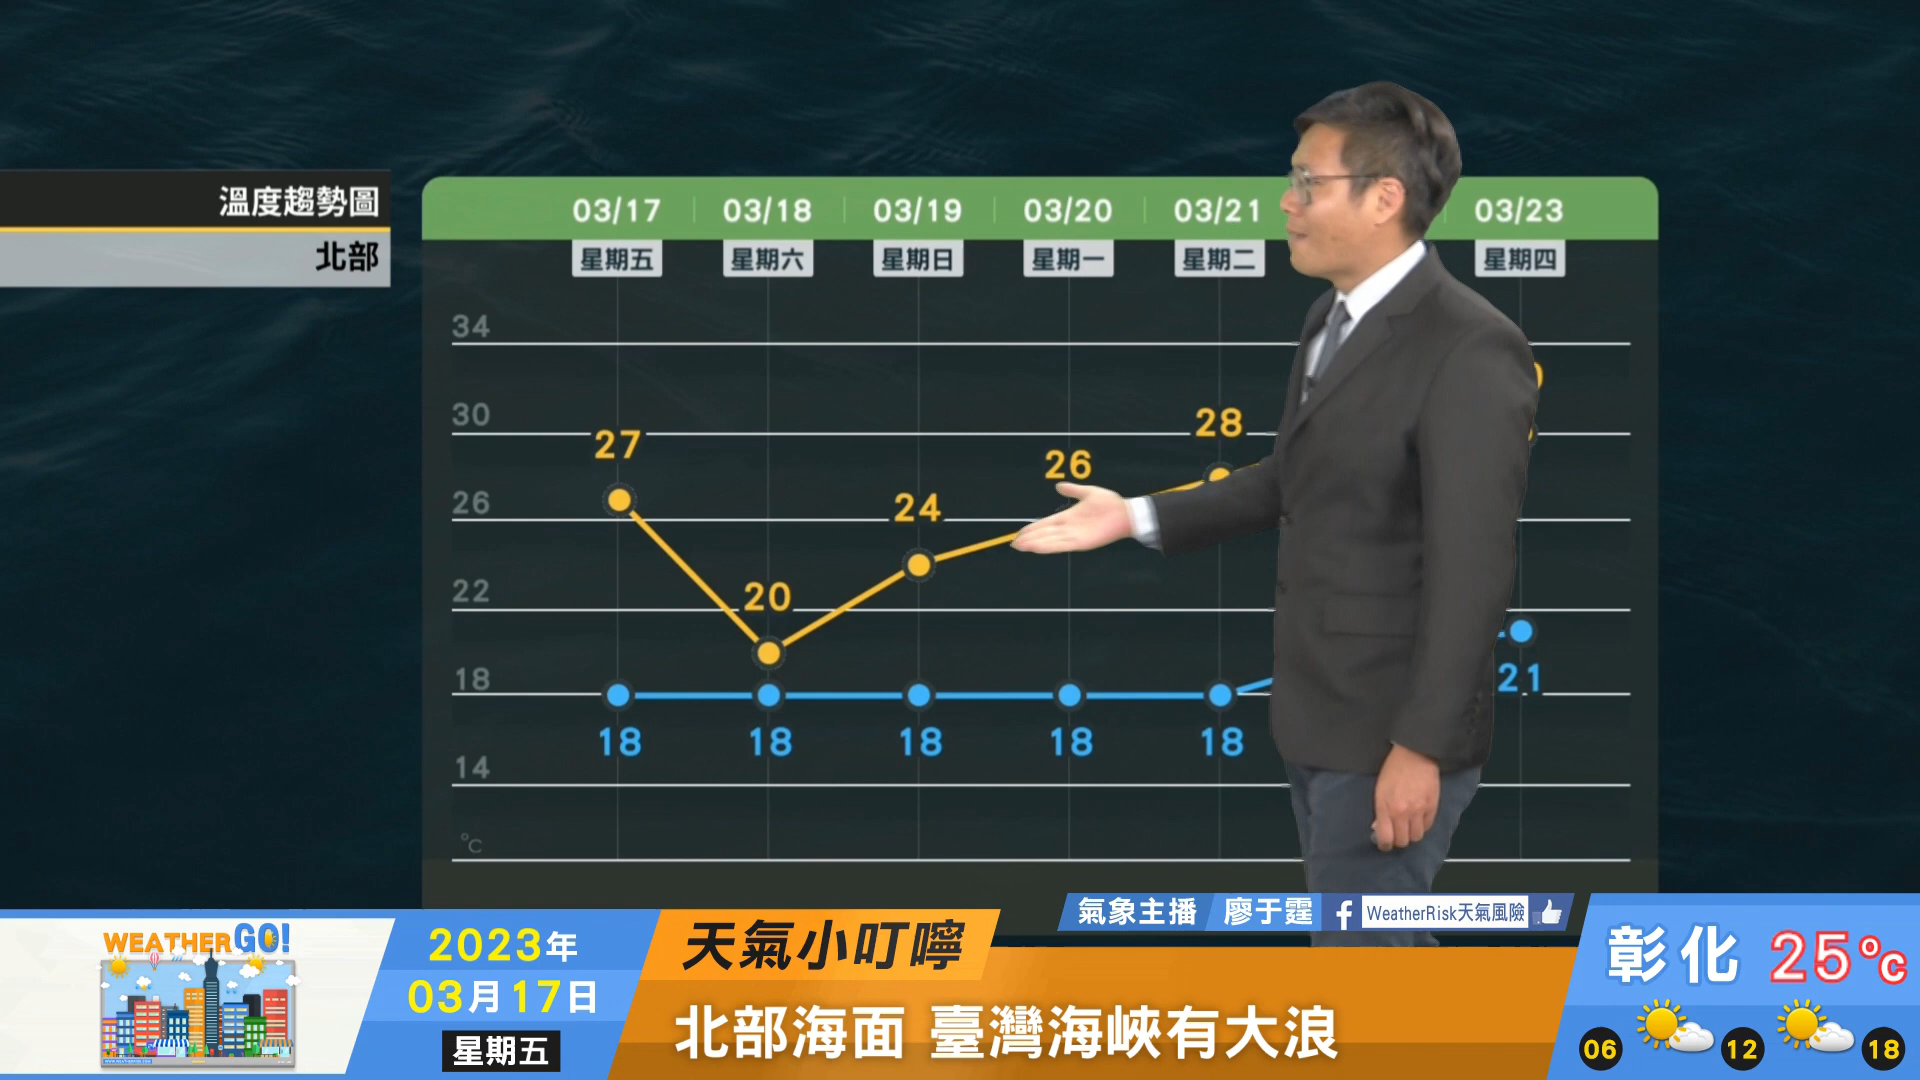 溫度趨勢圖
北部
03/17 03/18 03/19 03/20 03/21 03/23
星期五 星期六 星期日 星期一 星期二 星期四
34
30
26
22
18
14
°C
27 20 24 26 28
18 18 18 18 18 21
氣象主播 廖于霆 f WeatherRisk天氣風險
WEATHER GO!
2023年
03月17日
星期五
天氣小叮嚀
北部海面 臺灣海峽有大浪
彰化 25°C
06 12 18